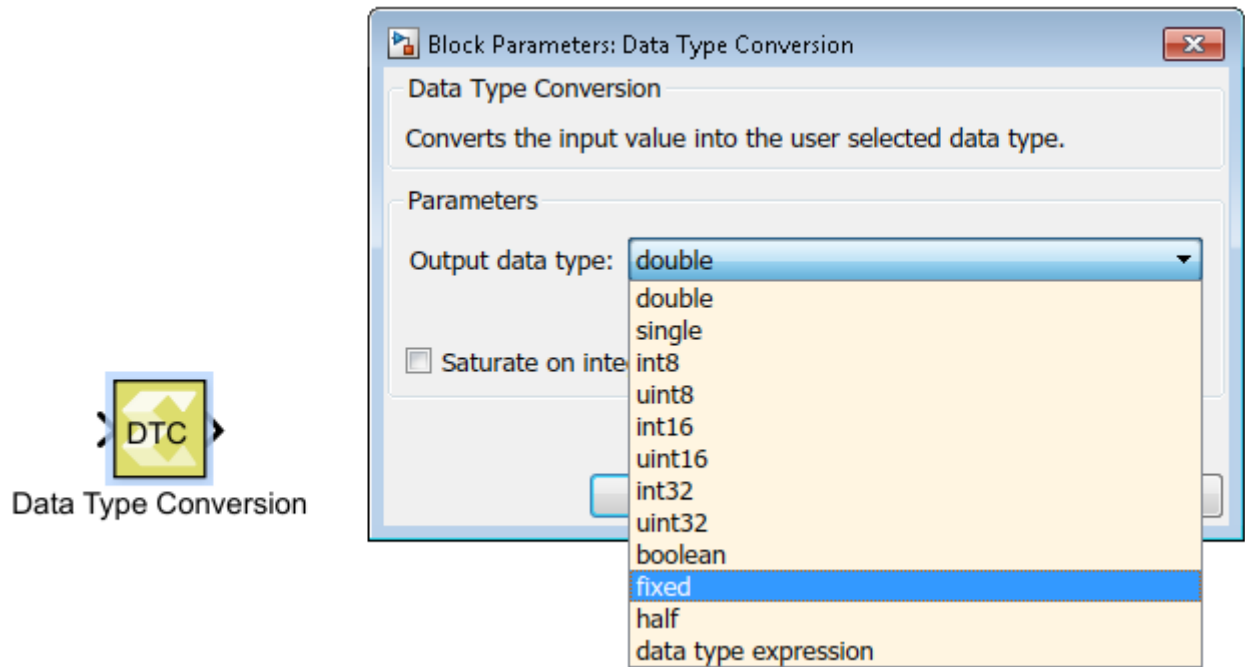 Block Parameters: Data Type Conversion
Data Type Conversion
Converts the input value into the user selected data type.
Parameters
Output data type: double
double
single
Saturate on inte
int8
uint8
int16
uint16
int32
uint32
boolean
fixed
half
data type expression
DTC
Data Type Conversion